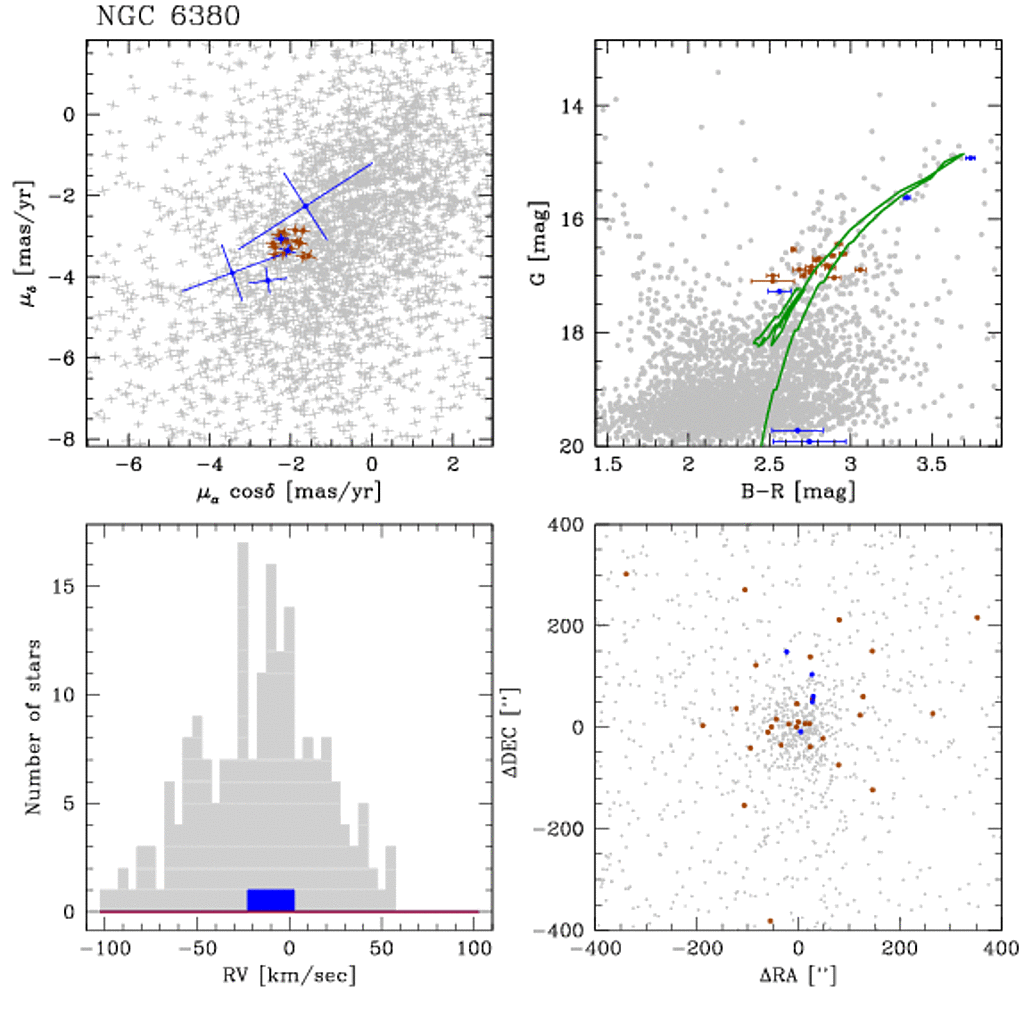 NGC 6380
0
−2
−4
−6
−8
μδ [mas/yr]
−6 −4 −2 0 2
μα cosδ [mas/yr]
14
16
18
20
G [mag]
1.5 2 2.5 3 3.5
B−R [mag]
15
10
5
0
Number of stars
−100 −50 0 50 100
RV [km/sec]
400
200
0
−200
−400
ΔDEC [″]
−400 −200 0 200 400
ΔRA [″]